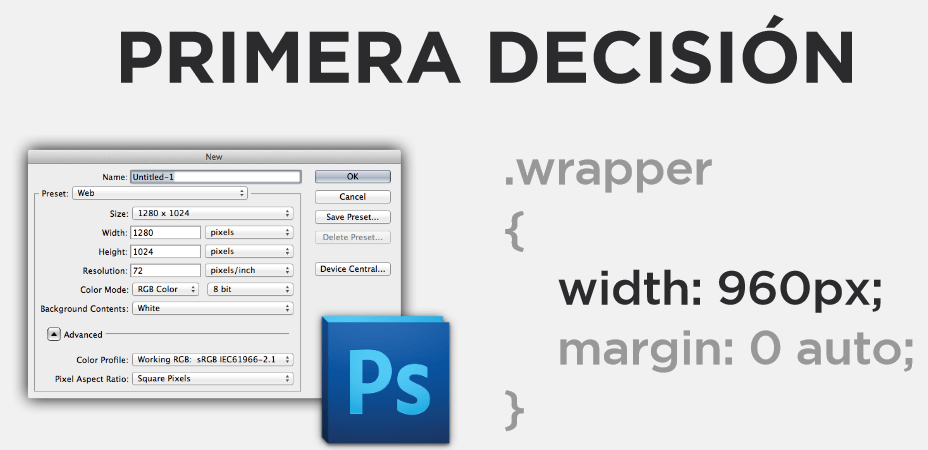 PRIMERA DECISIÓN
New
Name: Untitled-1
OK
Preset: Web
Cancel
Size: 1280 x 1024
Save Preset...
Width: 1280 pixels
Delete Preset...
Height: 1024 pixels
Resolution: 72 pixels/inch
Device Central...
Color Mode: RGB Color 8 bit
Background Contents: White
Advanced
Color Profile: Working RGB: sRGB IEC61966-2.1
Pixel Aspect Ratio: Square Pixels
Ps
.wrapper
{
width: 960px;
margin: 0 auto;
}